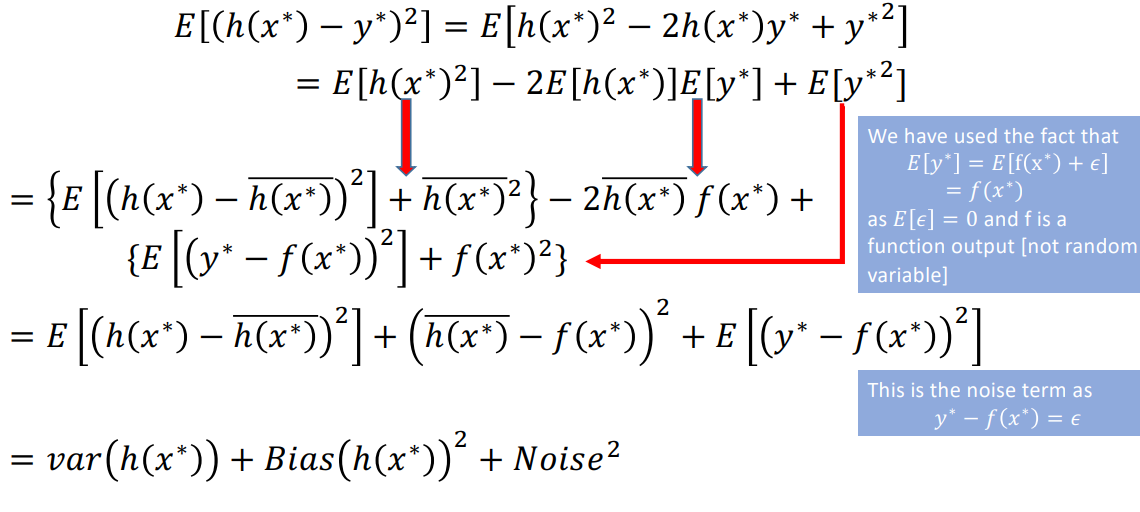 E[(h(x*) − y*)²] = E[h(x*)² − 2h(x*)y* + y*²]
= E[h(x*)²] − 2E[h(x*)]E[y*] + E[y*²]
We have used the fact that
E[y*] = E[f(x*) + ϵ]
= f(x*)
as E[ϵ] = 0 and f is a
function output [not random
variable]
= {E[(h(x*) − h̅(̅x̅*̅)̅)²] + h̅(̅x̅*̅)̅²} − 2h̅(̅x̅*̅)̅ f(x*) +
{E[(y* − f(x*))²] + f(x*)²}
= E[(h(x*) − h̅(̅x̅*̅)̅)²] + (h̅(̅x̅*̅)̅ − f(x*))² + E[(y* − f(x*))²]
This is the noise term as
y* − f(x*) = ϵ
= var(h(x*)) + Bias(h(x*))² + Noise²